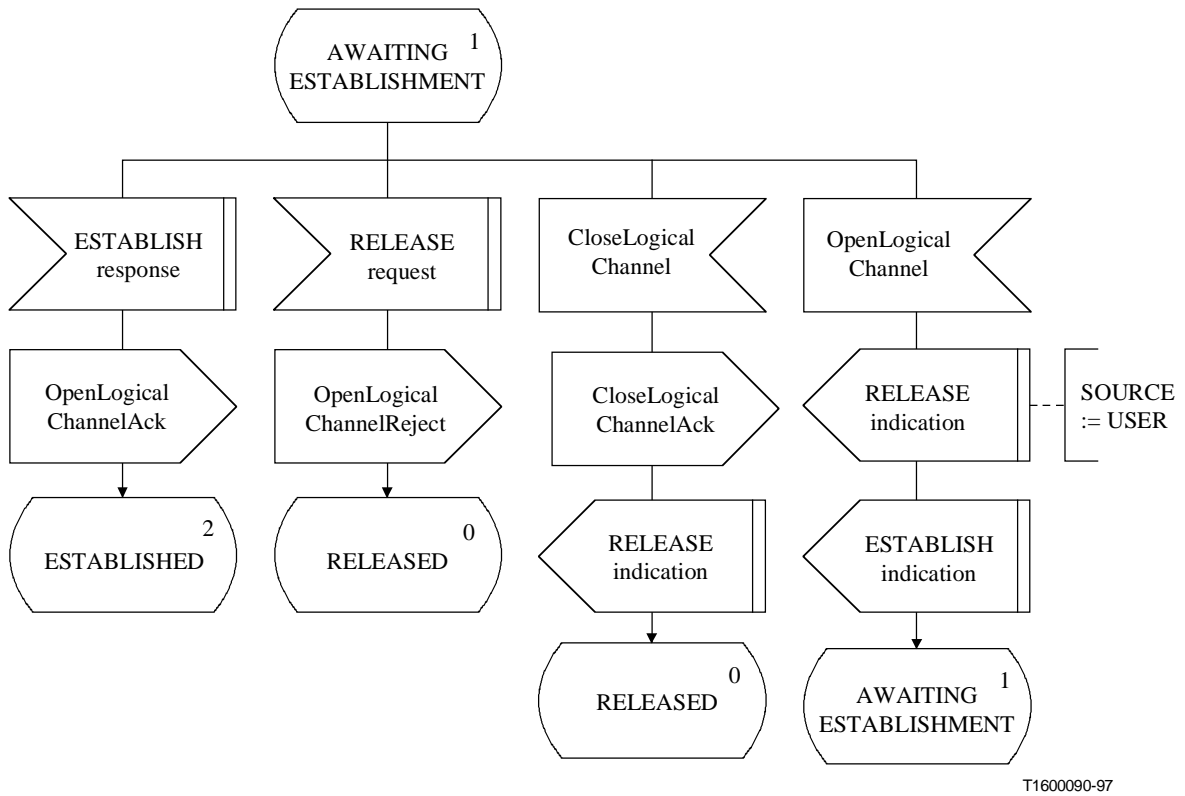 1
AWAITING
ESTABLISHMENT
ESTABLISH
response
RELEASE
request
CloseLogical
Channel
OpenLogical
Channel
OpenLogical
ChannelAck
OpenLogical
ChannelReject
CloseLogical
ChannelAck
RELEASE
indication
SOURCE
:= USER
2
ESTABLISHED
0
RELEASED
RELEASE
indication
ESTABLISH
indication
0
RELEASED
1
AWAITING
ESTABLISHMENT
T1600090-97